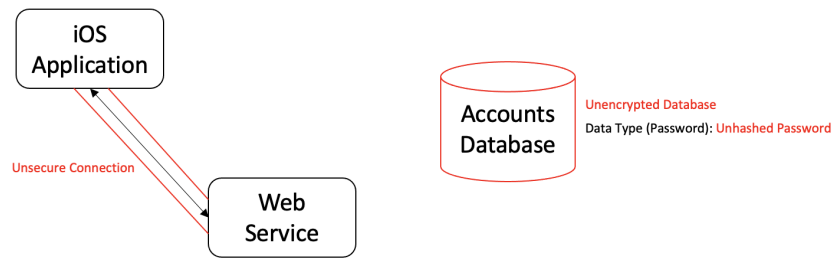 iOS
Application
Unsecure Connection
Web
Service
Accounts
Database
Unencrypted Database
Data Type (Password): Unhashed Password